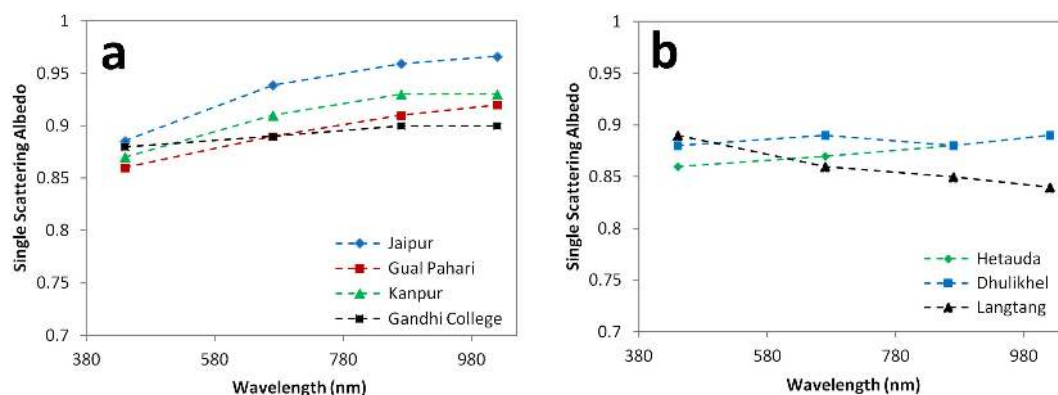 a
Single Scattering Albedo
1
0.95
0.9
0.85
0.8
0.75
0.7
380
580
780
980
Wavelength (nm)
Jaipur
Gual Pahari
Kanpur
Gandhi College
b
Single Scattering Albedo
1
0.95
0.9
0.85
0.8
0.75
0.7
380
580
780
980
Wavelength (nm)
Hetauda
Dhulikhel
Langtang